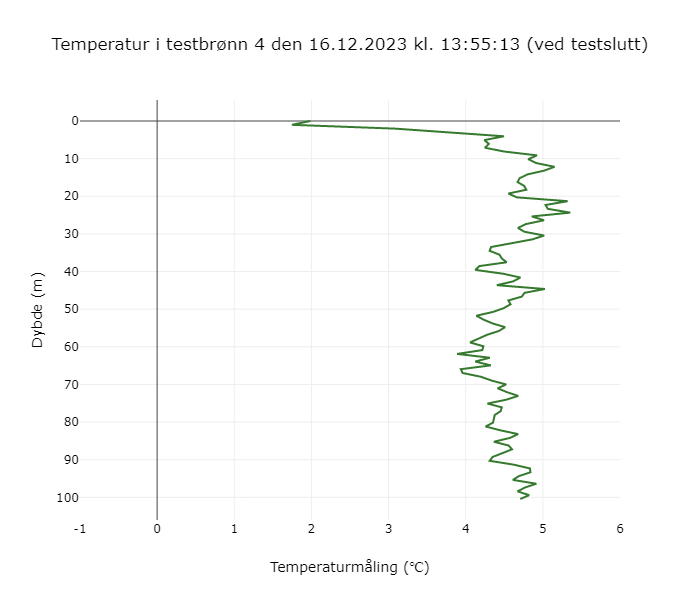 Temperatur i testbrønn 4 den 16.12.2023 kl. 13:55:13 (ved testslutt)
0
10
20
30
40
50
60
70
80
90
100
Dybde (m)
-1 0 1 2 3 4 5 6
Temperaturmåling (℃)